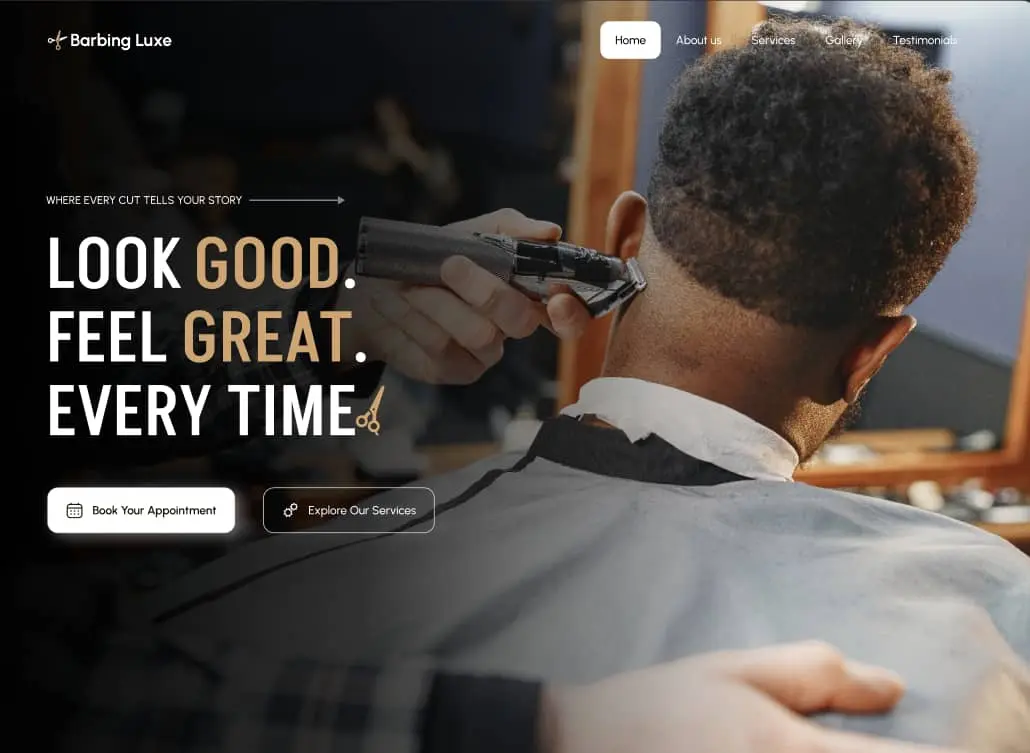 Barbing Luxe
Home About us Services Gallery Testimonials
WHERE EVERY CUT TELLS YOUR STORY
LOOK GOOD.
FEEL GREAT.
EVERY TIME
Book Your Appointment
Explore Our Services